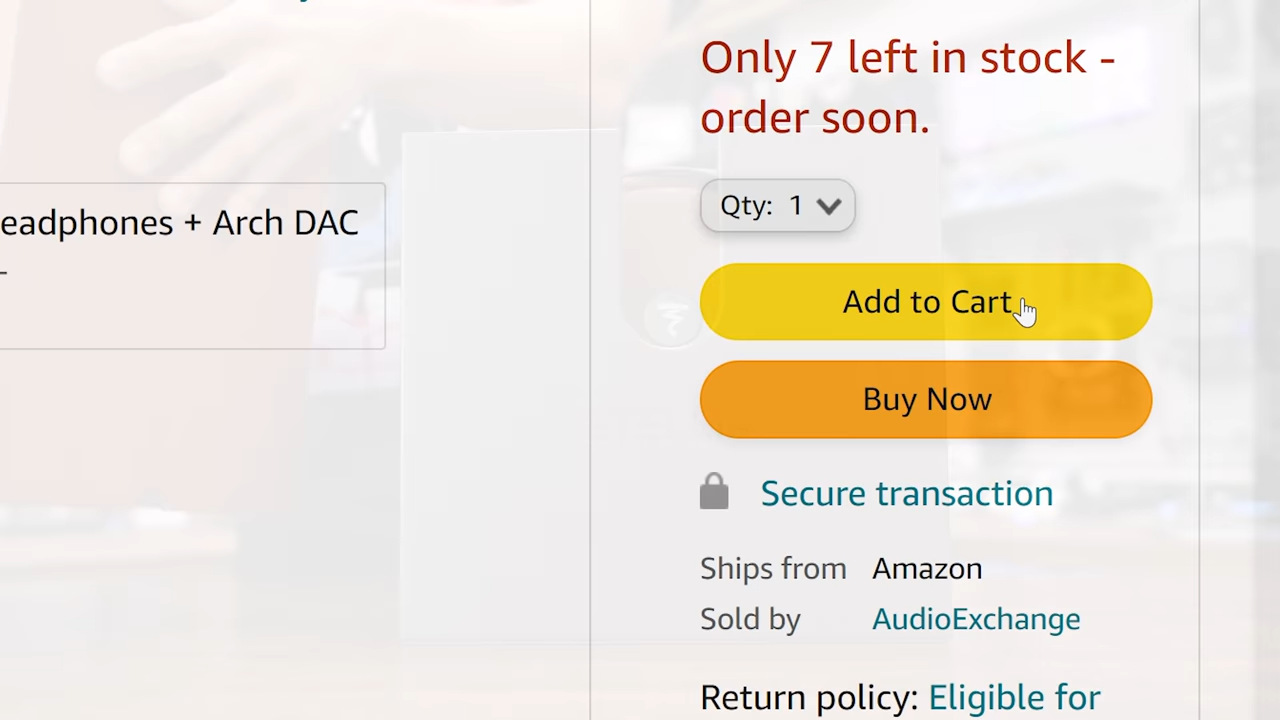 Only 7 left in stock -
order soon.
eadphones + Arch DAC
-
Qty: 1
Add to Cart
Buy Now
Secure transaction
Ships from Amazon
Sold by AudioExchange
Return policy: Eligible for